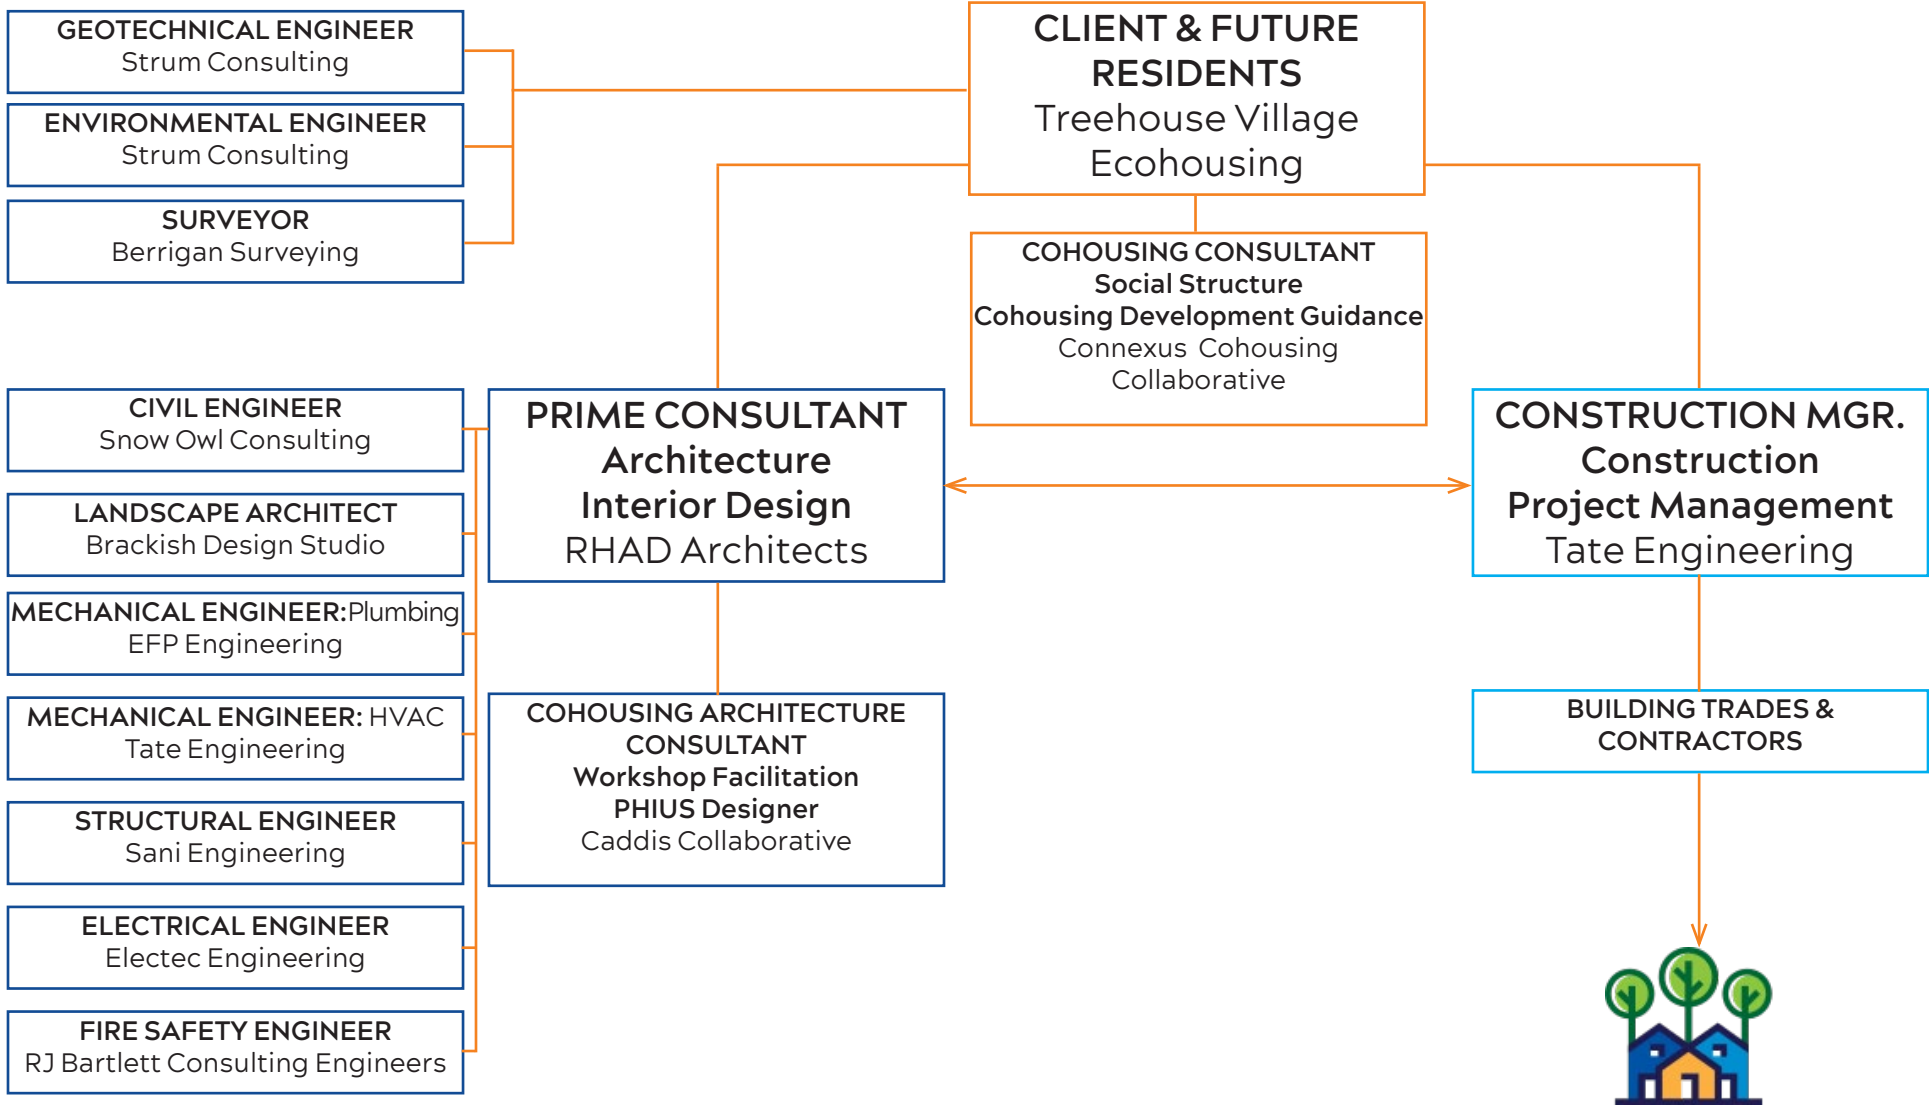 GEOTECHNICAL ENGINEER
Strum Consulting
ENVIRONMENTAL ENGINEER
Strum Consulting
SURVEYOR
Berrigan Surveying
CLIENT & FUTURE
RESIDENTS
Treehouse Village
Ecohousing
COHOUSING CONSULTANT
Social Structure
Cohousing Development Guidance
Connexus Cohousing
Collaborative
CIVIL ENGINEER
Snow Owl Consulting
LANDSCAPE ARCHITECT
Brackish Design Studio
MECHANICAL ENGINEER:Plumbing
EFP Engineering
MECHANICAL ENGINEER: HVAC
Tate Engineering
STRUCTURAL ENGINEER
Sani Engineering
ELECTRICAL ENGINEER
Electec Engineering
FIRE SAFETY ENGINEER
RJ Bartlett Consulting Engineers
PRIME CONSULTANT
Architecture
Interior Design
RHAD Architects
COHOUSING ARCHITECTURE
CONSULTANT
Workshop Facilitation
PHIUS Designer
Caddis Collaborative
CONSTRUCTION MGR.
Construction
Project Management
Tate Engineering
BUILDING TRADES &
CONTRACTORS